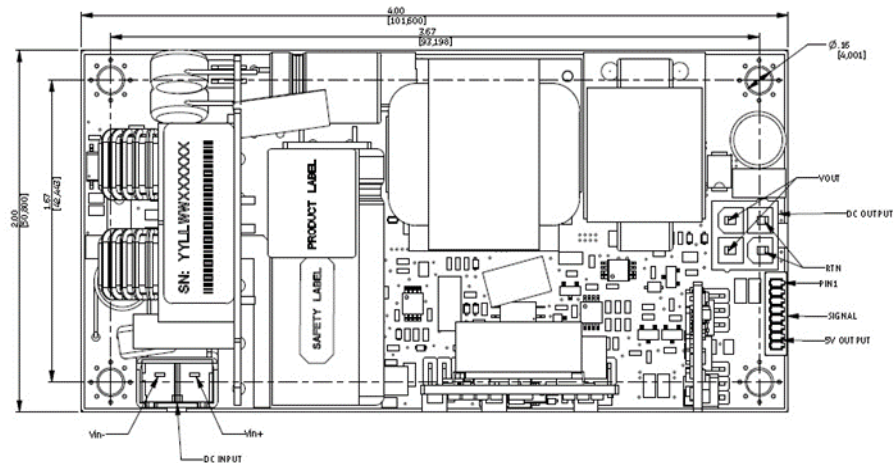 4.00
[101,600]
3.67
[93,198]
Ø.16
[4,001]
2.00
[50,800]
1.67
[42,443]
SN: YYLLWWXXXXXX
PRODUCT LABEL
SAFETY LABEL
VOUT
DC OUTPUT
RTN
PIN1
SIGNAL
5V OUTPUT
Vin-
Vin+
DC INPUT